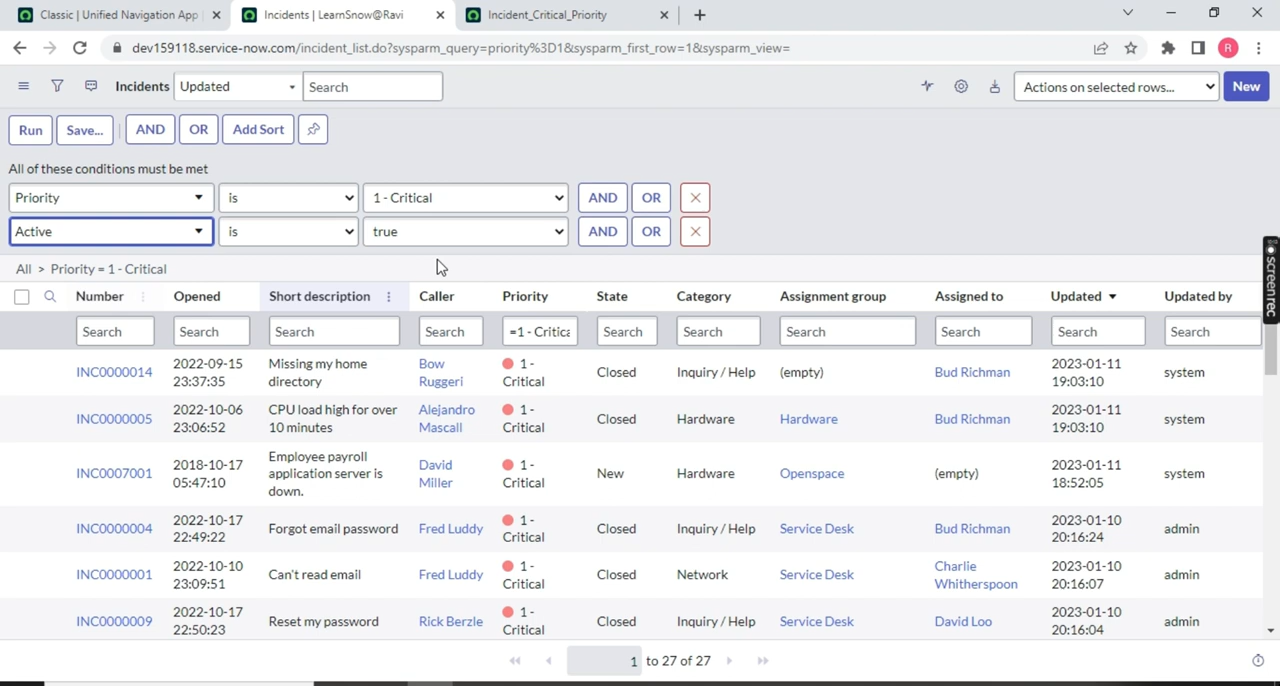 Classic | Unified Navigation App
Incidents | LearnSnow@Ravi
Incident_Critical_Priority
dev159118.service-now.com/incident_list.do?sysparm_query=priority%3D1&sysparm_first_row=1&sysparm_view=
R
Incidents Updated Search Actions on selected rows... New
Run Save... AND OR Add Sort
All of these conditions must be met
Priority is 1 - Critical AND OR
Active is true AND OR
All > Priority = 1 - Critical
screenrec
Number Opened Short description Caller Priority State Category Assignment group Assigned to Updated Updated by
Search Search Search Search =1 - Critica Search Search Search Search Search Search
INC0000014 2022-09-15 23:37:35 Missing my home directory Bow Ruggeri 1 - Critical Closed Inquiry / Help (empty) Bud Richman 2023-01-11 19:03:10 system
INC0000005 2022-10-06 23:06:52 CPU load high for over 10 minutes Alejandro Mascall 1 - Critical Closed Hardware Hardware Bud Richman 2023-01-11 19:03:10 system
INC0007001 2018-10-17 05:47:10 Employee payroll application server is down. David Miller 1 - Critical New Hardware Openspace (empty) 2023-01-11 18:52:05 system
INC0000004 2022-10-17 22:49:22 Forgot email password Fred Luddy 1 - Critical Closed Inquiry / Help Service Desk Bud Richman 2023-01-10 20:16:24 admin
INC0000001 2022-10-10 23:09:51 Can't read email Fred Luddy 1 - Critical Closed Network Service Desk Charlie Whitherspoon 2023-01-10 20:16:07 admin
INC0000009 2022-10-17 22:50:23 Reset my password Rick Berzle 1 - Critical Closed Inquiry / Help Service Desk David Loo 2023-01-10 20:16:04 admin
1 to 27 of 27